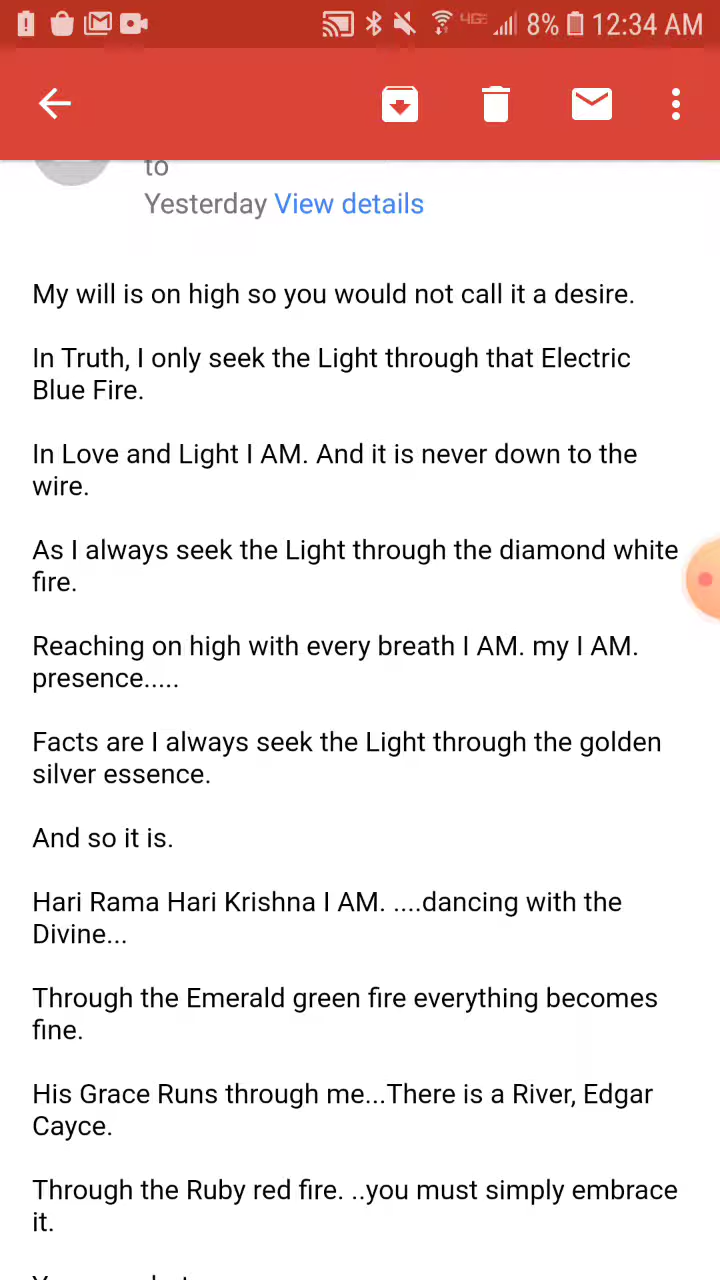 8% 12:34 AM
to
Yesterday View details
My will is on high so you would not call it a desire.
In Truth, I only seek the Light through that Electric
Blue Fire.
In Love and Light I AM. And it is never down to the
wire.
As I always seek the Light through the diamond white
fire.
Reaching on high with every breath I AM. my I AM.
presence.....
Facts are I always seek the Light through the golden
silver essence.
And so it is.
Hari Rama Hari Krishna I AM. ....dancing with the
Divine...
Through the Emerald green fire everything becomes
fine.
His Grace Runs through me...There is a River, Edgar
Cayce.
Through the Ruby red fire. ..you must simply embrace
it.